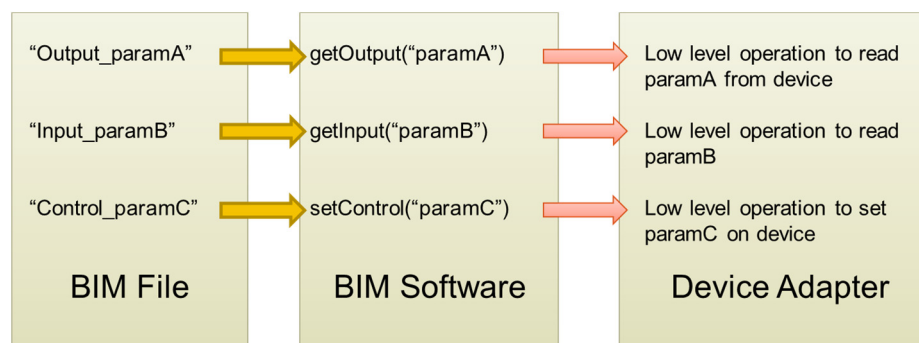 “Output_paramA”
getOutput(“paramA”)
Low level operation to read
paramA from device
“Input_paramB”
getInput(“paramB”)
Low level operation to read
paramB
“Control_paramC”
setControl(“paramC”)
Low level operation to set
paramC on device
BIM File
BIM Software
Device Adapter